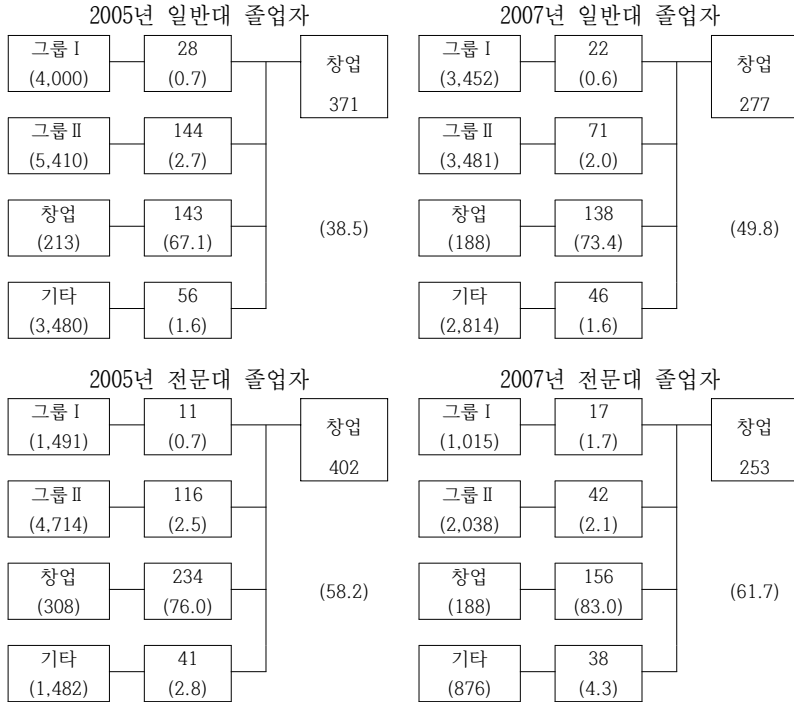 2005년 일반대 졸업자
그룹Ⅰ
(4,000)
28
(0.7)
그룹Ⅱ
(5,410)
144
(2.7)
창업
(213)
143
(67.1)
기타
(3,480)
56
(1.6)
창업
371
(38.5)
2007년 일반대 졸업자
그룹Ⅰ
(3,452)
22
(0.6)
그룹Ⅱ
(3,481)
71
(2.0)
창업
(188)
138
(73.4)
기타
(2,814)
46
(1.6)
창업
277
(49.8)
2005년 전문대 졸업자
그룹Ⅰ
(1,491)
11
(0.7)
그룹Ⅱ
(4,714)
116
(2.5)
창업
(308)
234
(76.0)
기타
(1,482)
41
(2.8)
창업
402
(58.2)
2007년 전문대 졸업자
그룹Ⅰ
(1,015)
17
(1.7)
그룹Ⅱ
(2,038)
42
(2.1)
창업
(188)
156
(83.0)
기타
(876)
38
(4.3)
창업
253
(61.7)